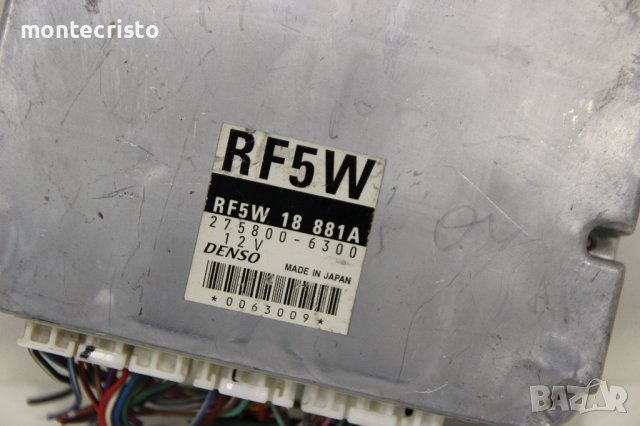 montecristo
RF5W
RF5W 18 881A
275800-6300
12V
DENSO
MADE IN JAPAN
*0063009*
BAZAR